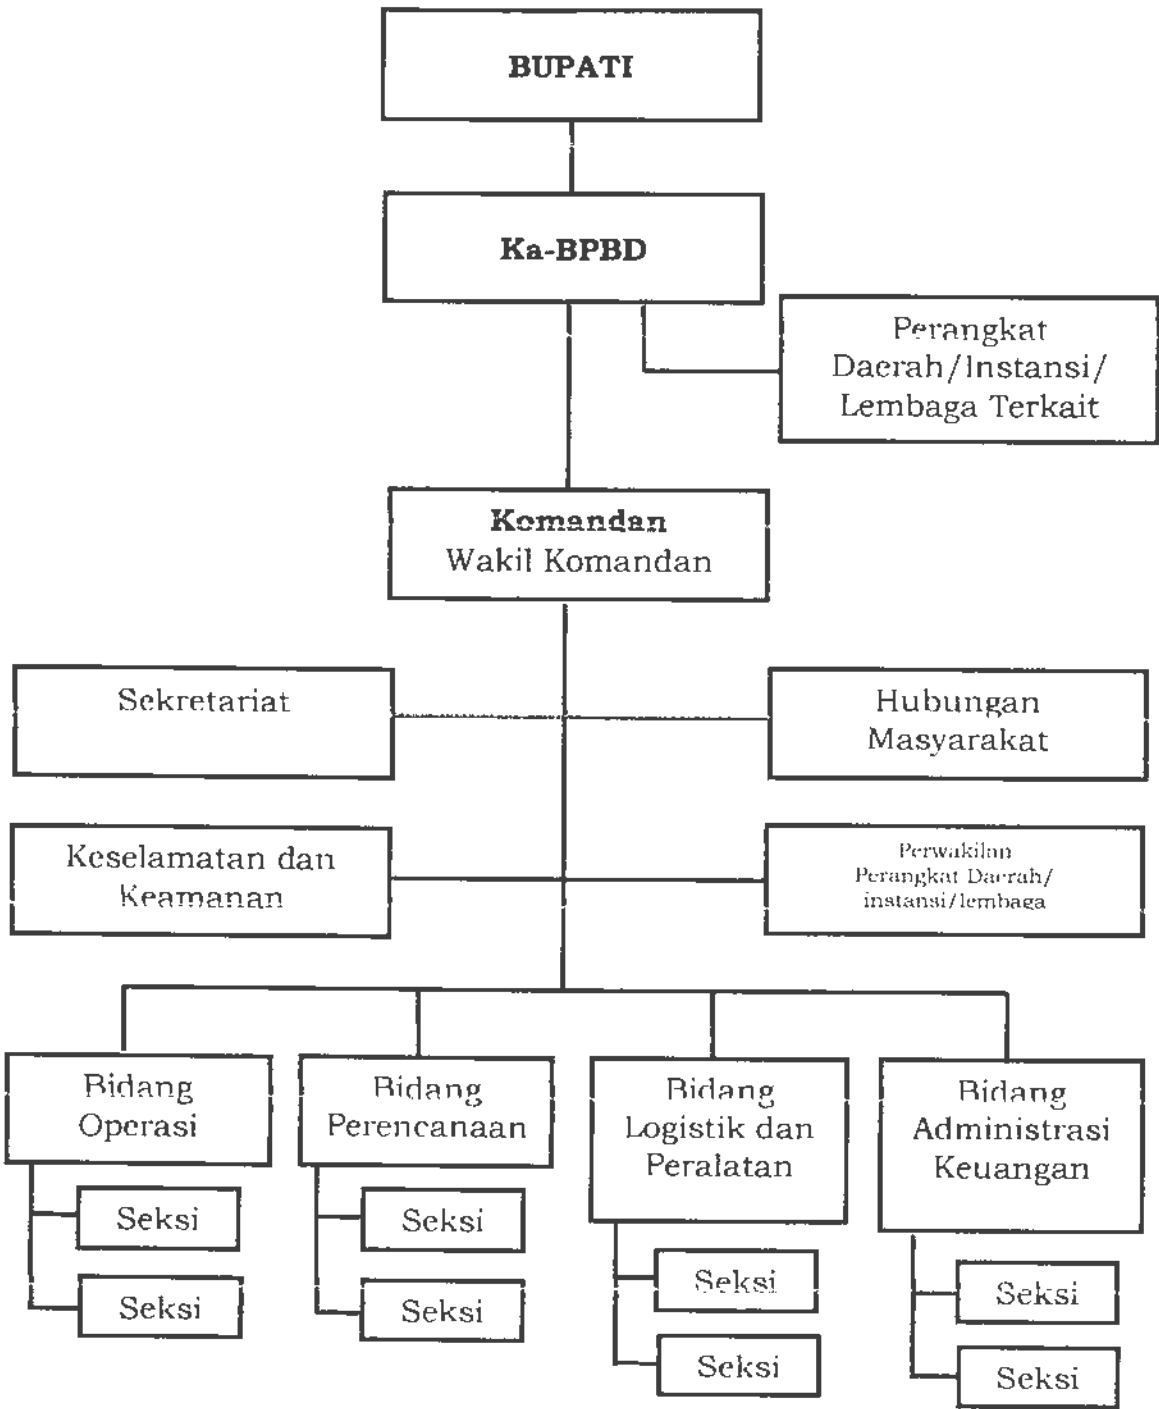 BUPATI
Ka-BPBD
Perangkat
Daerah/Instansi/
Lembaga Terkait
Komandan
Wakil Komandan
Sekretariat
Hubungan
Masyarakat
Keselamatan dan
Keamanan
Perwakilan
Perangkat Daerah/
instansi/lembaga
Bidang
Operasi
Bidang
Perencanaan
Bidang
Logistik dan
Peralatan
Bidang
Administrasi
Keuangan
Seksi
Seksi
Seksi
Seksi
Seksi
Seksi
Seksi
Seksi